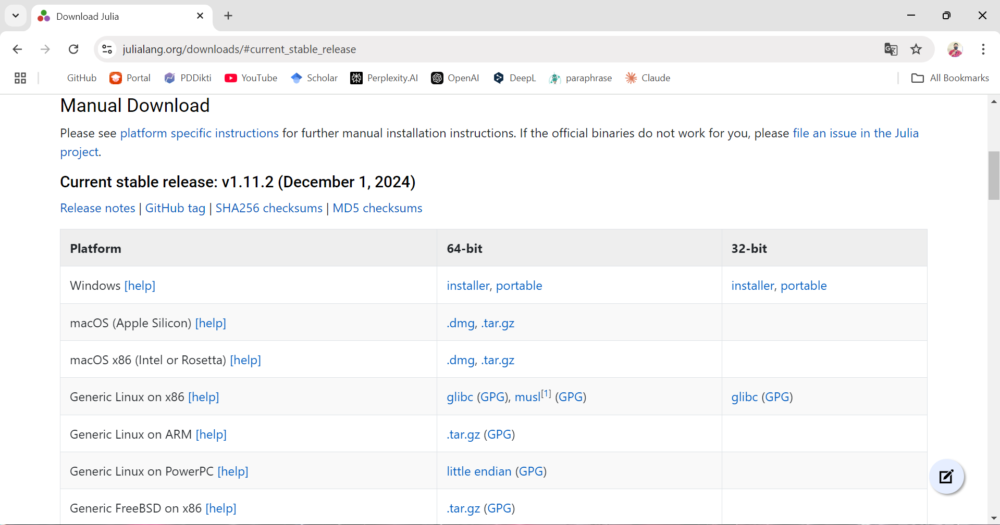 Download Julia
julialang.org/downloads/#current_stable_release
GitHub Portal PDDikti YouTube Scholar Perplexity.AI OpenAI DeepL paraphrase Claude All Bookmarks
Manual Download
Please see platform specific instructions for further manual installation instructions. If the official binaries do not work for you, please file an issue in the Julia
project.
Current stable release: v1.11.2 (December 1, 2024)
Release notes | GitHub tag | SHA256 checksums | MD5 checksums
Platform 64-bit 32-bit
Windows [help] installer, portable installer, portable
macOS (Apple Silicon) [help] .dmg, .tar.gz
macOS x86 (Intel or Rosetta) [help] .dmg, .tar.gz
Generic Linux on x86 [help] glibc (GPG), musl[1] (GPG) glibc (GPG)
Generic Linux on ARM [help] .tar.gz (GPG)
Generic Linux on PowerPC [help] little endian (GPG)
Generic FreeBSD on x86 [help] .tar.gz (GPG)